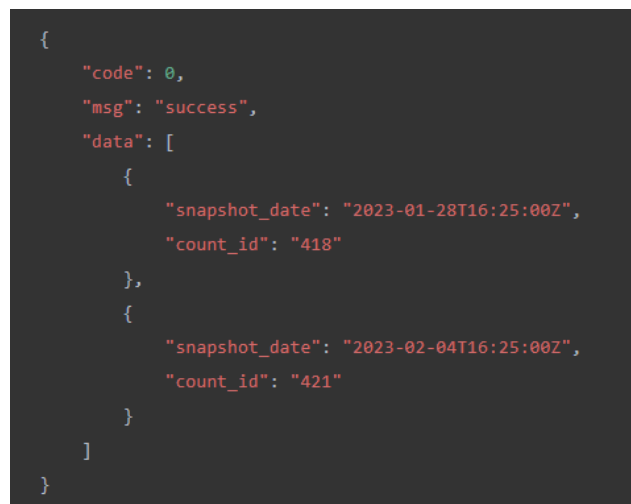 {
    "code": 0,
    "msg": "success",
    "data": [
        {
            "snapshot_date": "2023-01-28T16:25:00Z",
            "count_id": "418"
        },
        {
            "snapshot_date": "2023-02-04T16:25:00Z",
            "count_id": "421"
        }
    ]
}